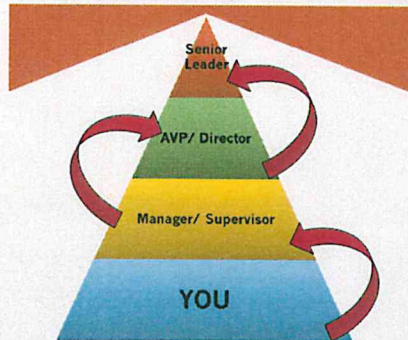 Senior
Leader
AVP/ Director
Manager/ Supervisor
YOU